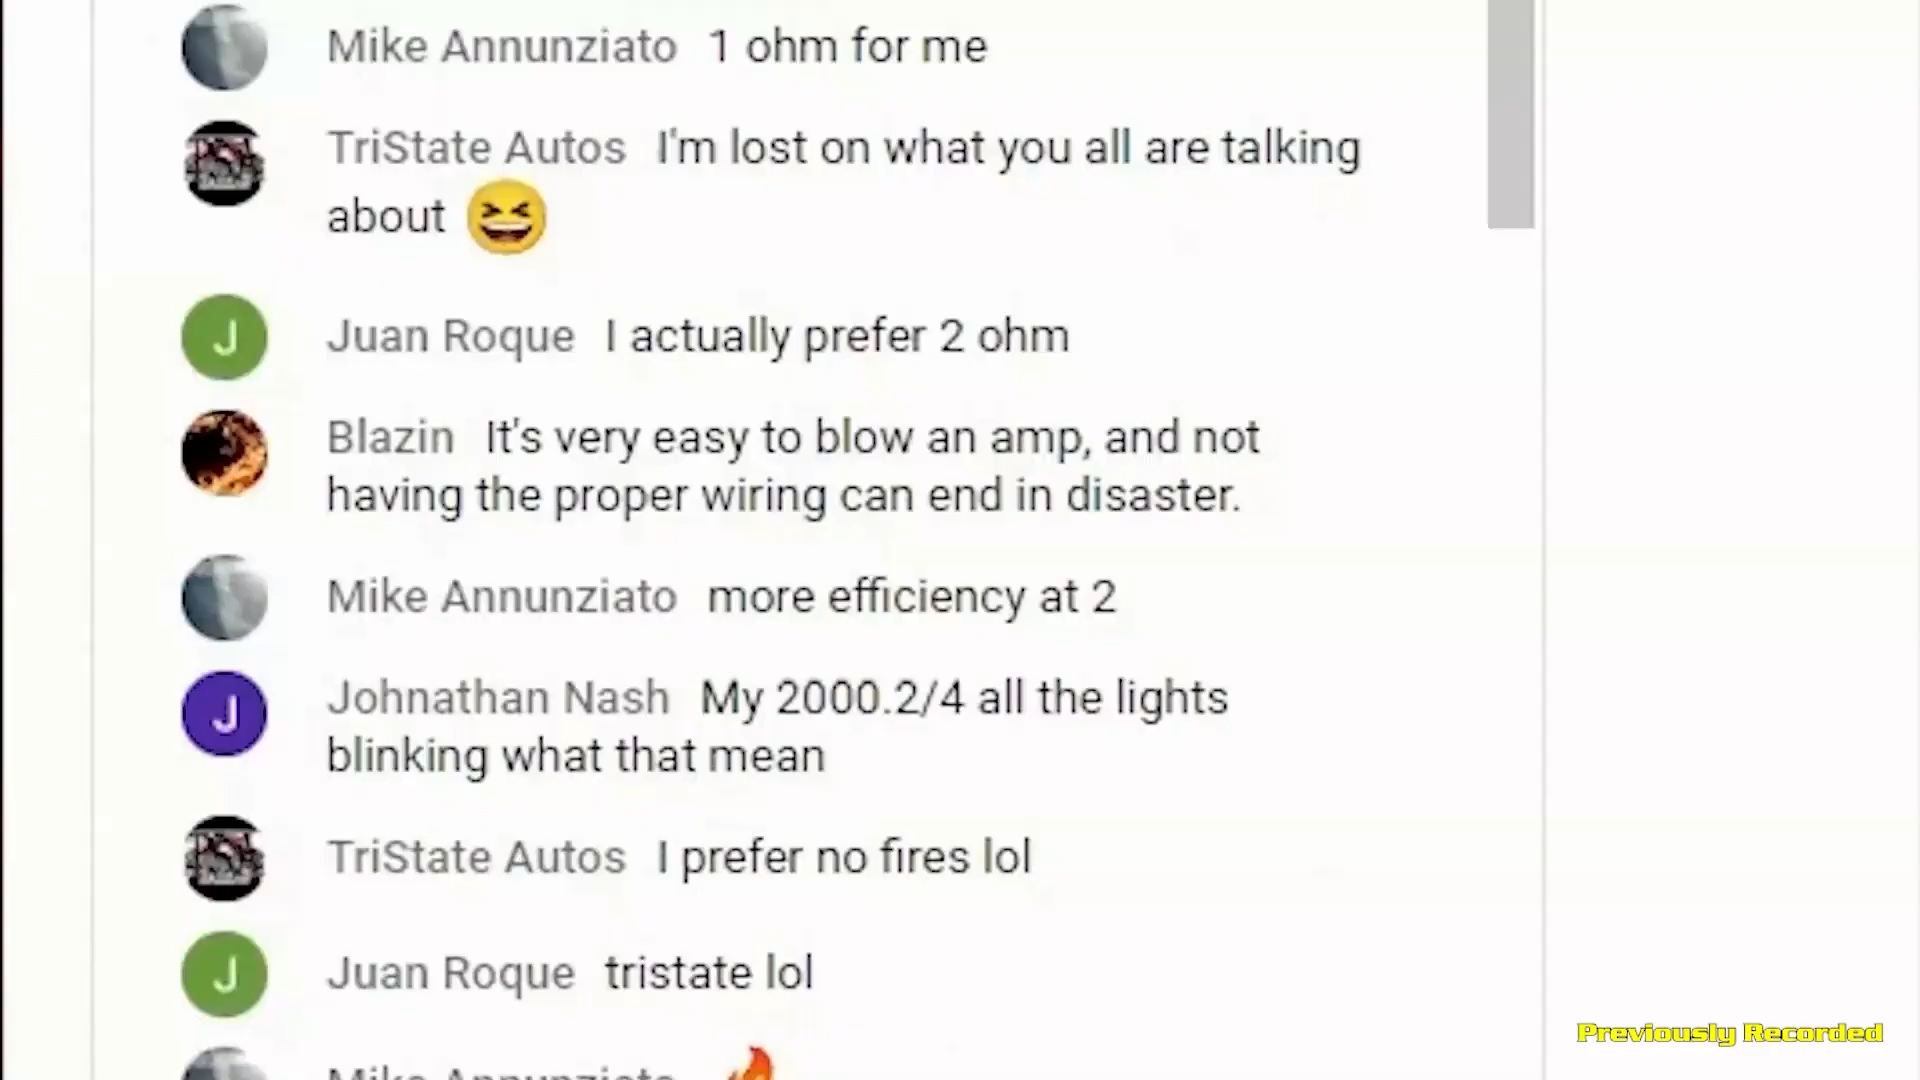 Mike Annunziato 1 ohm for me
TriState Autos I'm lost on what you all are talking
about 😆
J Juan Roque I actually prefer 2 ohm
Blazin It's very easy to blow an amp, and not
having the proper wiring can end in disaster.
Mike Annunziato more efficiency at 2
J Johnathan Nash My 2000.2/4 all the lights
blinking what that mean
TriState Autos I prefer no fires lol
J Juan Roque tristate lol
Mike Annunziato 🔥
Previously Recorded